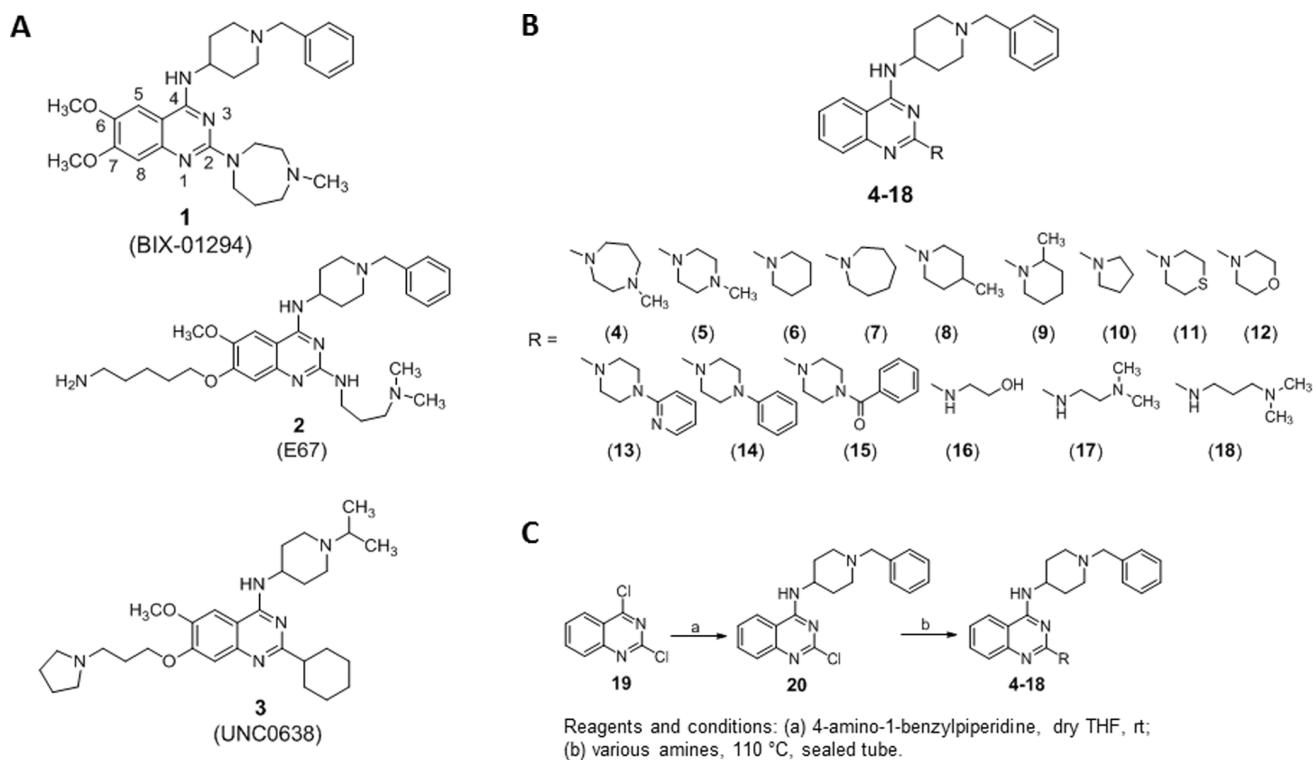 A
N
HN
H₃CO
5
4
N
3
6
H₃CO
7
8
N
1
2
N
N
CH₃
1
(BIX-01294)
N
HN
H₃CO
N
H₂N
O
N
NH
CH₃
N
CH₃
2
(E67)
CH₃
N
CH₃
HN
H₃CO
N
N
O
N
3
(UNC0638)
B
N
HN
N
N
R
4-18
R =
N
N
CH₃
(4)
N
N
CH₃
(5)
N
(6)
N
(7)
N
CH₃
(8)
CH₃
N
(9)
N
(10)
N
S
(11)
N
O
(12)
N
N
N
(13)
N
N
(14)
N
N
O
(15)
N
H
OH
(16)
N
H
CH₃
N
CH₃
(17)
N
H
CH₃
N
CH₃
(18)
C
Cl
N
N
Cl
19
a
N
HN
N
N
Cl
20
b
N
HN
N
N
R
4-18
Reagents and conditions: (a) 4-amino-1-benzylpiperidine, dry THF, rt;
(b) various amines, 110 °C, sealed tube.